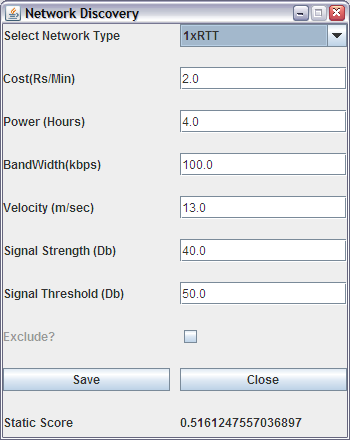 Network Discovery
Select Network Type 1xRTT
Cost(Rs/Min) 2.0
Power (Hours) 4.0
BandWidth(kbps) 100.0
Velocity (m/sec) 13.0
Signal Strength (Db) 40.0
Signal Threshold (Db) 50.0
Exclude?
Save Close
Static Score 0.5161247557036897